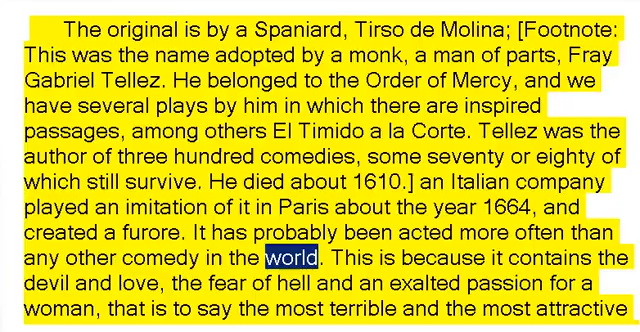 The original is by a Spaniard, Tirso de Molina; [Footnote:
This was the name adopted by a monk, a man of parts, Fray
Gabriel Tellez. He belonged to the Order of Mercy, and we
have several plays by him in which there are inspired
passages, among others El Timido a la Corte. Tellez was the
author of three hundred comedies, some seventy or eighty of
which still survive. He died about 1610.] an Italian company
played an imitation of it in Paris about the year 1664, and
created a furore. It has probably been acted more often than
any other comedy in the world. This is because it contains the
devil and love, the fear of hell and an exalted passion for a
woman, that is to say the most terrible and the most attractive